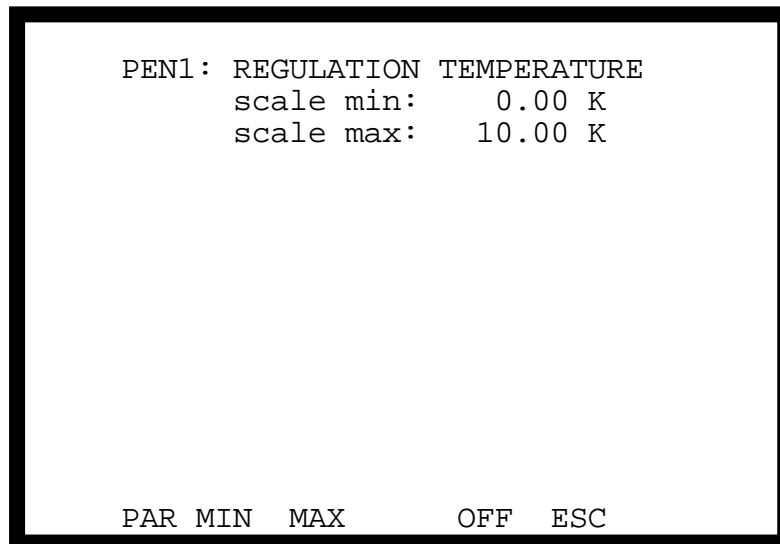 PEN1: REGULATION TEMPERATURE
scale min: 0.00 K
scale max: 10.00 K
PAR MIN MAX OFF ESC